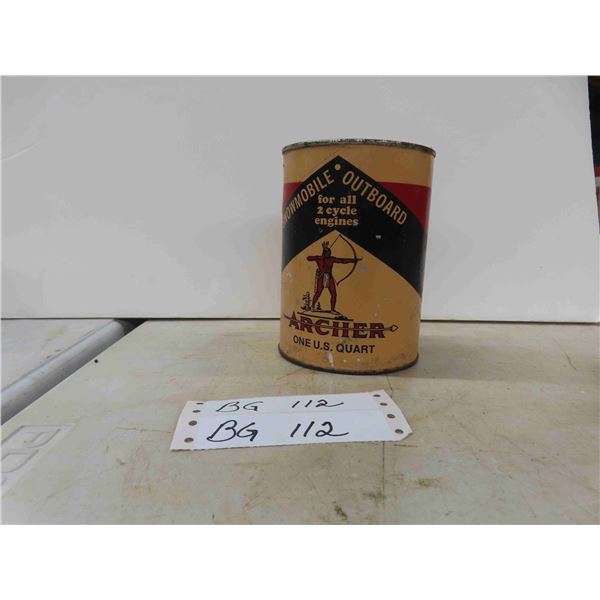 SNOWMOBILE • OUTBOARD
for all
2 cycle
engines
ARCHER
ONE U.S. QUART
BG 112
BG 112